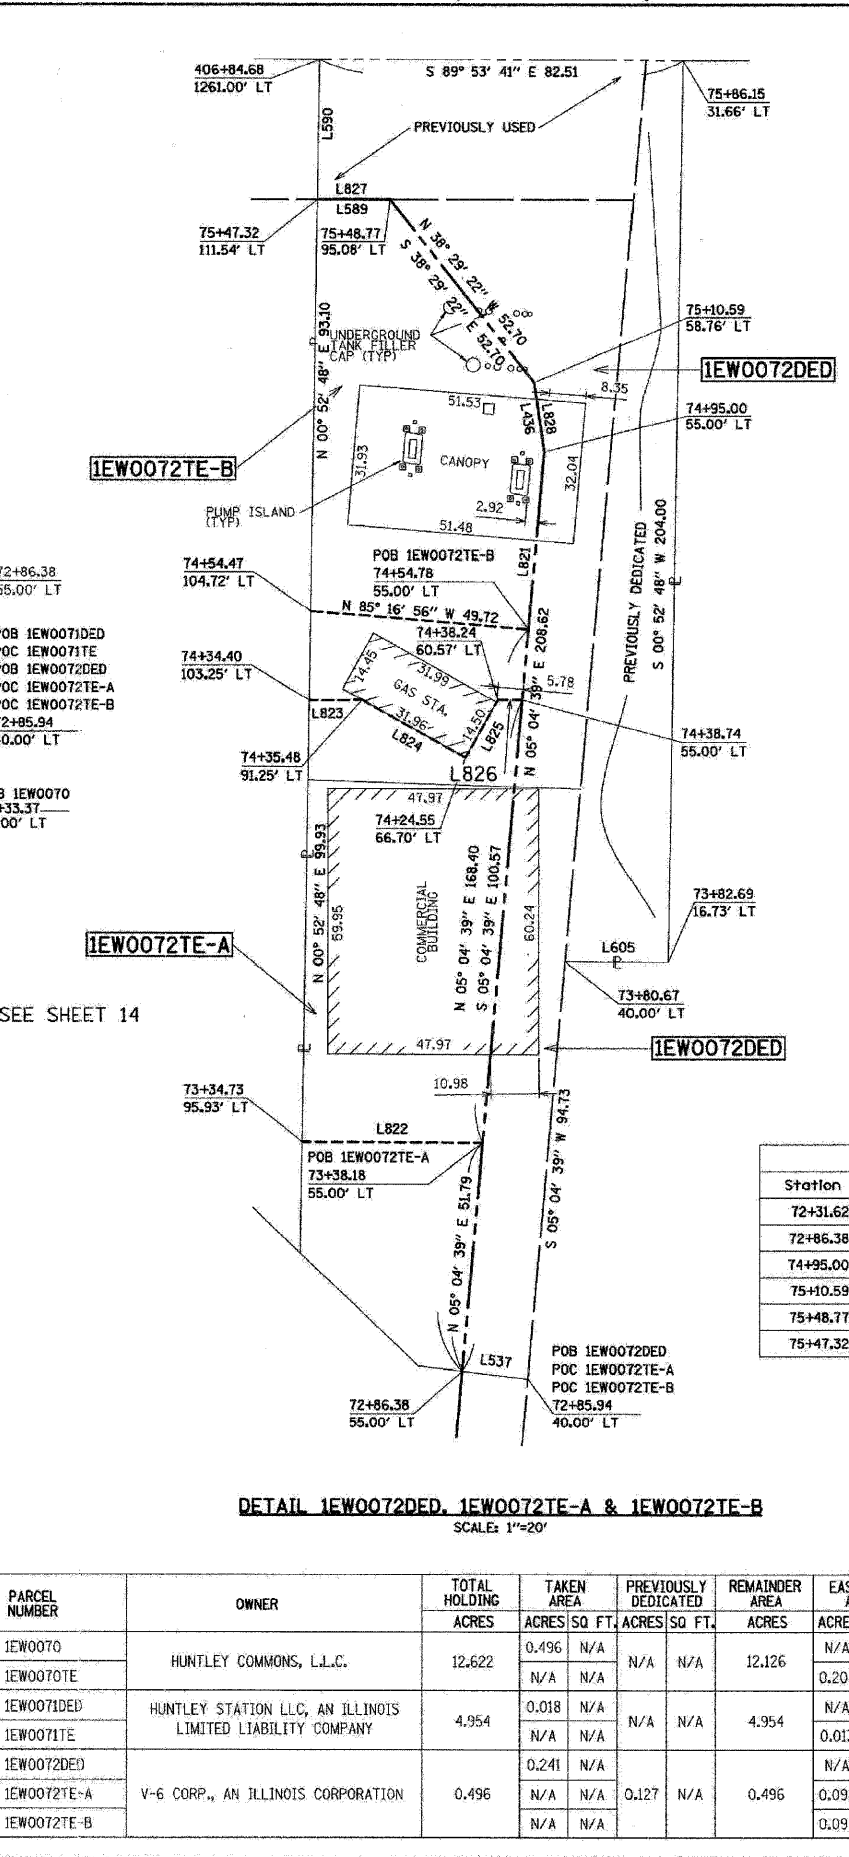 406+84.68
1261.00' LT
S 89° 53' 41" E 82.51
75+86.15
31.66' LT
L590
PREVIOUSLY USED
L827
L589
75+47.32
111.54' LT
75+48.77
95.08' LT
N 38° 29' 22" W 52.70
S 38° 29' 22" E 52.70
75+10.59
58.76' LT
N 00° 52' 48" E 93.10
UNDERGROUND
TANK FILLER
CAP (TYP)
1EW0072DED
8.35
51.53
L436
L828
74+95.00
55.00' LT
1EW0072TE-B
31.93
CANOPY
32.04
PUMP ISLAND
(TYP)
2.92
51.48
L821
PREVIOUSLY DEDICATED
S 00° 52' 48" W 204.00
72+86.38
55.00' LT
74+54.47
104.72' LT
POB 1EW0072TE-B
74+54.78
55.00' LT
N 85° 16' 56" W 49.72
POB 1EW0071DED
POC 1EW0071TE
POB 1EW0072DED
POC 1EW0072TE-A
POC 1EW0072TE-B
72+85.94
40.00' LT
74+34.40
103.25' LT
74+38.24
60.57' LT
N 05° 04' 39" E 208.62
14.45
31.99
GAS STA.
5.78
L823
31.96
14.50
L824
L825
74+38.74
55.00' LT
74+35.48
91.25' LT
L826
1EW0070
+33.37
00' LT
47.97
74+24.55
66.70' LT
N 00° 52' 48" E 99.93
59.95
COMMERCIAL
BUILDING
N 05° 04' 39" E 168.40
S 05° 04' 39" E 100.57
60.24
73+82.69
16.73' LT
1EW0072TE-A
L605
73+80.67
40.00' LT
SEE SHEET 14
47.97
1EW0072DED
10.98
73+34.73
95.93' LT
L822
S 05° 04' 39" W 94.73
POB 1EW0072TE-A
73+38.18
55.00' LT
N 05° 04' 39" E 51.79
Station
72+31.62
72+86.38
74+95.00
75+10.59
75+48.77
75+47.32
L537
POB 1EW0072DED
POC 1EW0072TE-A
POC 1EW0072TE-B
72+85.94
40.00' LT
72+86.38
55.00' LT
DETAIL 1EW0072DED, 1EW0072TE-A & 1EW0072TE-B
SCALE: 1"=20'
PARCEL NUMBER OWNER TOTAL HOLDING TAKEN AREA PREVIOUSLY DEDICATED REMAINDER AREA
ACRES ACRES SQ FT. ACRES SQ FT. ACRES
1EW0070 HUNTLEY COMMONS, L.L.C. 12.622 0.496 N/A N/A N/A 12.126 N/A
1EW0070TE N/A N/A 0.20
1EW0071DED HUNTLEY STATION LLC, AN ILLINOIS LIMITED LIABILITY COMPANY 4.954 0.018 N/A N/A N/A 4.954 N/A
1EW0071TE N/A N/A 0.01
1EW0072DED V-6 CORP., AN ILLINOIS CORPORATION 0.496 0.241 N/A 0.127 N/A 0.496 N/A
1EW0072TE-A N/A N/A 0.09
1EW0072TE-B N/A N/A 0.09